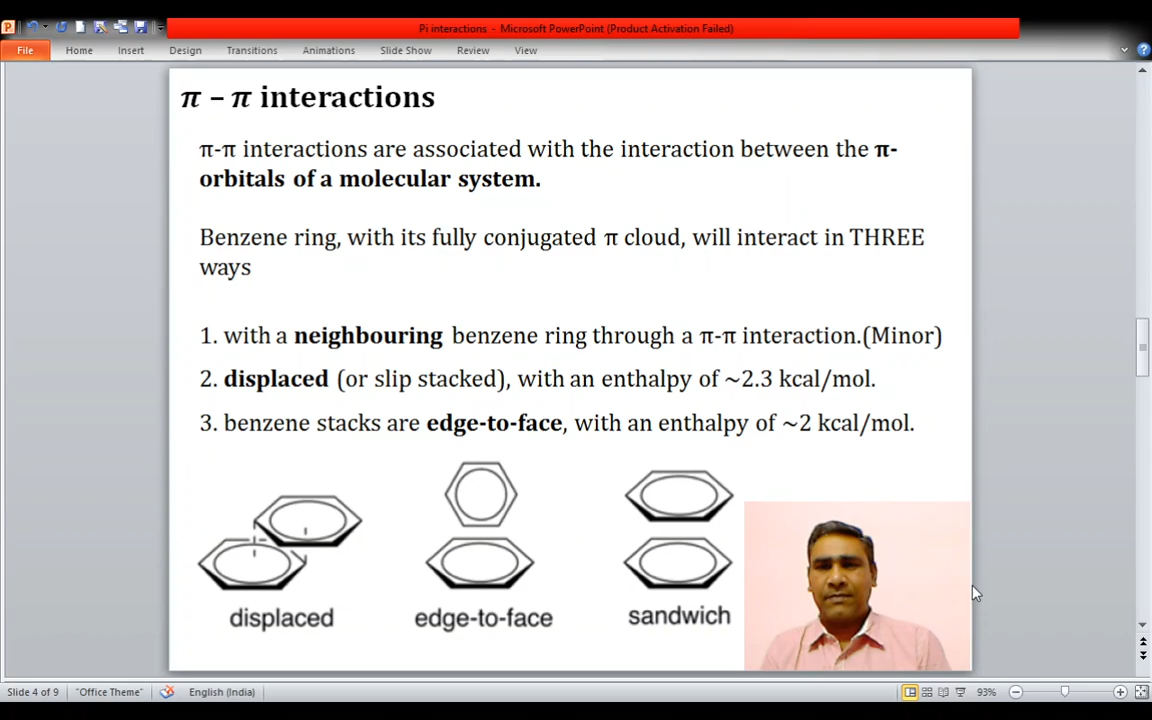 Pi interactions - Microsoft PowerPoint (Product Activation Failed)
File Home Insert Design Transitions Animations Slide Show Review View
π – π interactions
π-π interactions are associated with the interaction between the π-
orbitals of a molecular system.
Benzene ring, with its fully conjugated π cloud, will interact in THREE
ways
1. with a neighbouring benzene ring through a π-π interaction.(Minor)
2. displaced (or slip stacked), with an enthalpy of ~2.3 kcal/mol.
3. benzene stacks are edge-to-face, with an enthalpy of ~2 kcal/mol.
displaced edge-to-face sandwich
Slide 4 of 9 "Office Theme" English (India) 93%